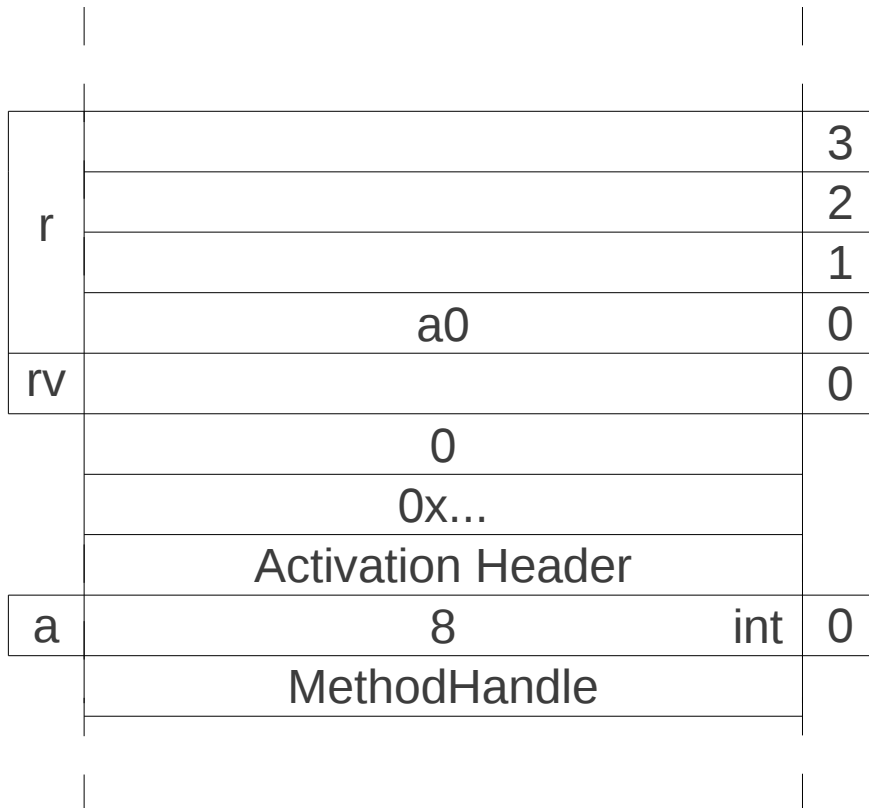 3
r 2
1
a0 0
rv 0
0
0x...
Activation Header
a 8 int 0
MethodHandle